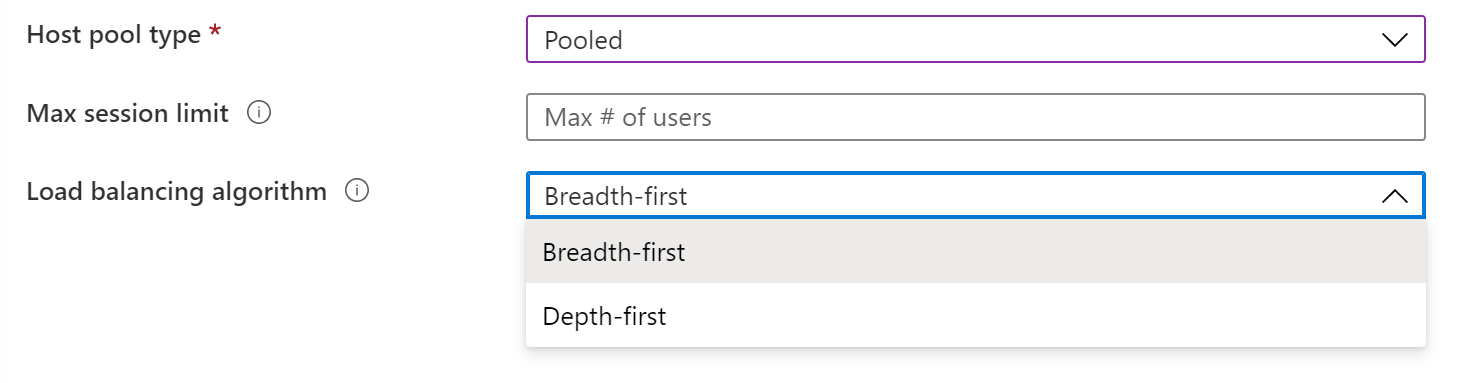 Host pool type *
Pooled
Max session limit
Max # of users
Load balancing algorithm
Breadth-first
Breadth-first
Depth-first